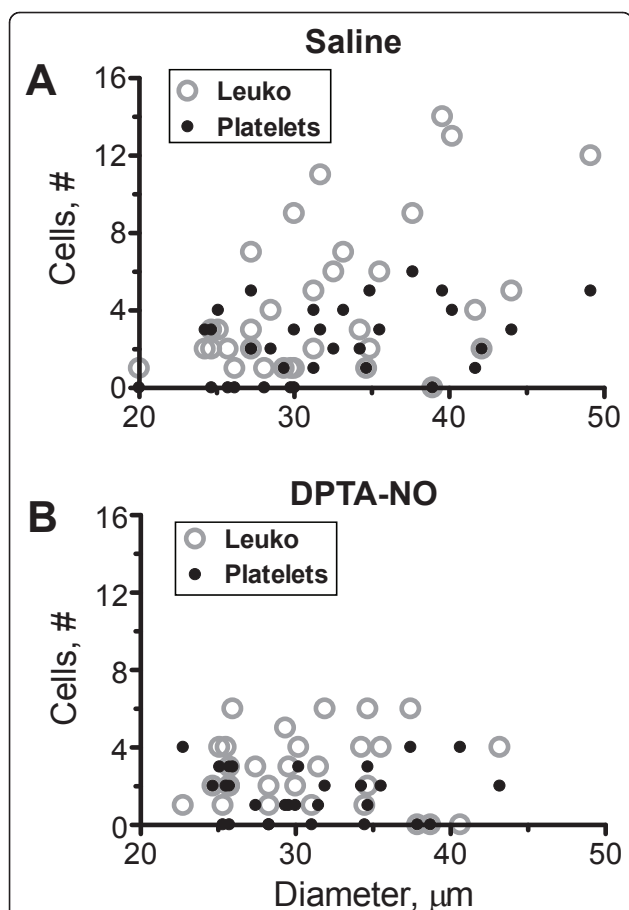 Saline
A
16
Leuko
Platelets
12
Cells, #
8
4
0
20
30
40
50
DPTA-NO
B
16
Leuko
Platelets
12
Cells, #
8
4
0
20
30
40
50
Diameter, μm